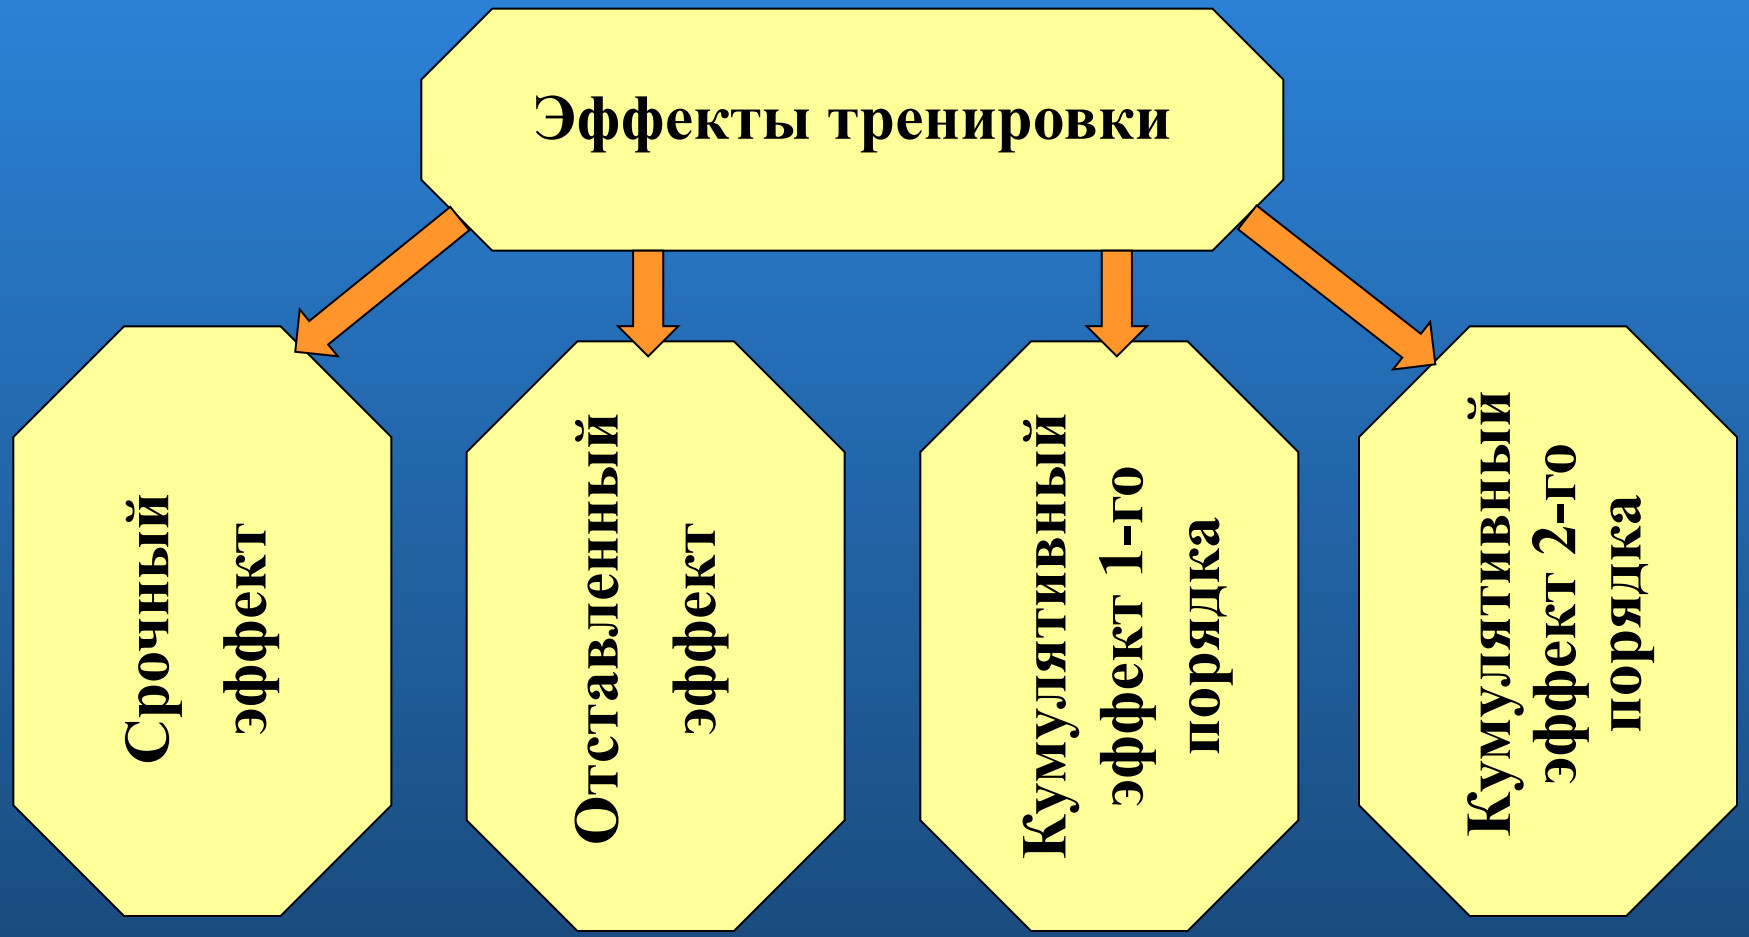 Эффекты тренировки
Срочный
эффект
Отставленный
эффект
Кумулятивный
эффект 1-го
порядка
Кумулятивный
эффект 2-го
порядка